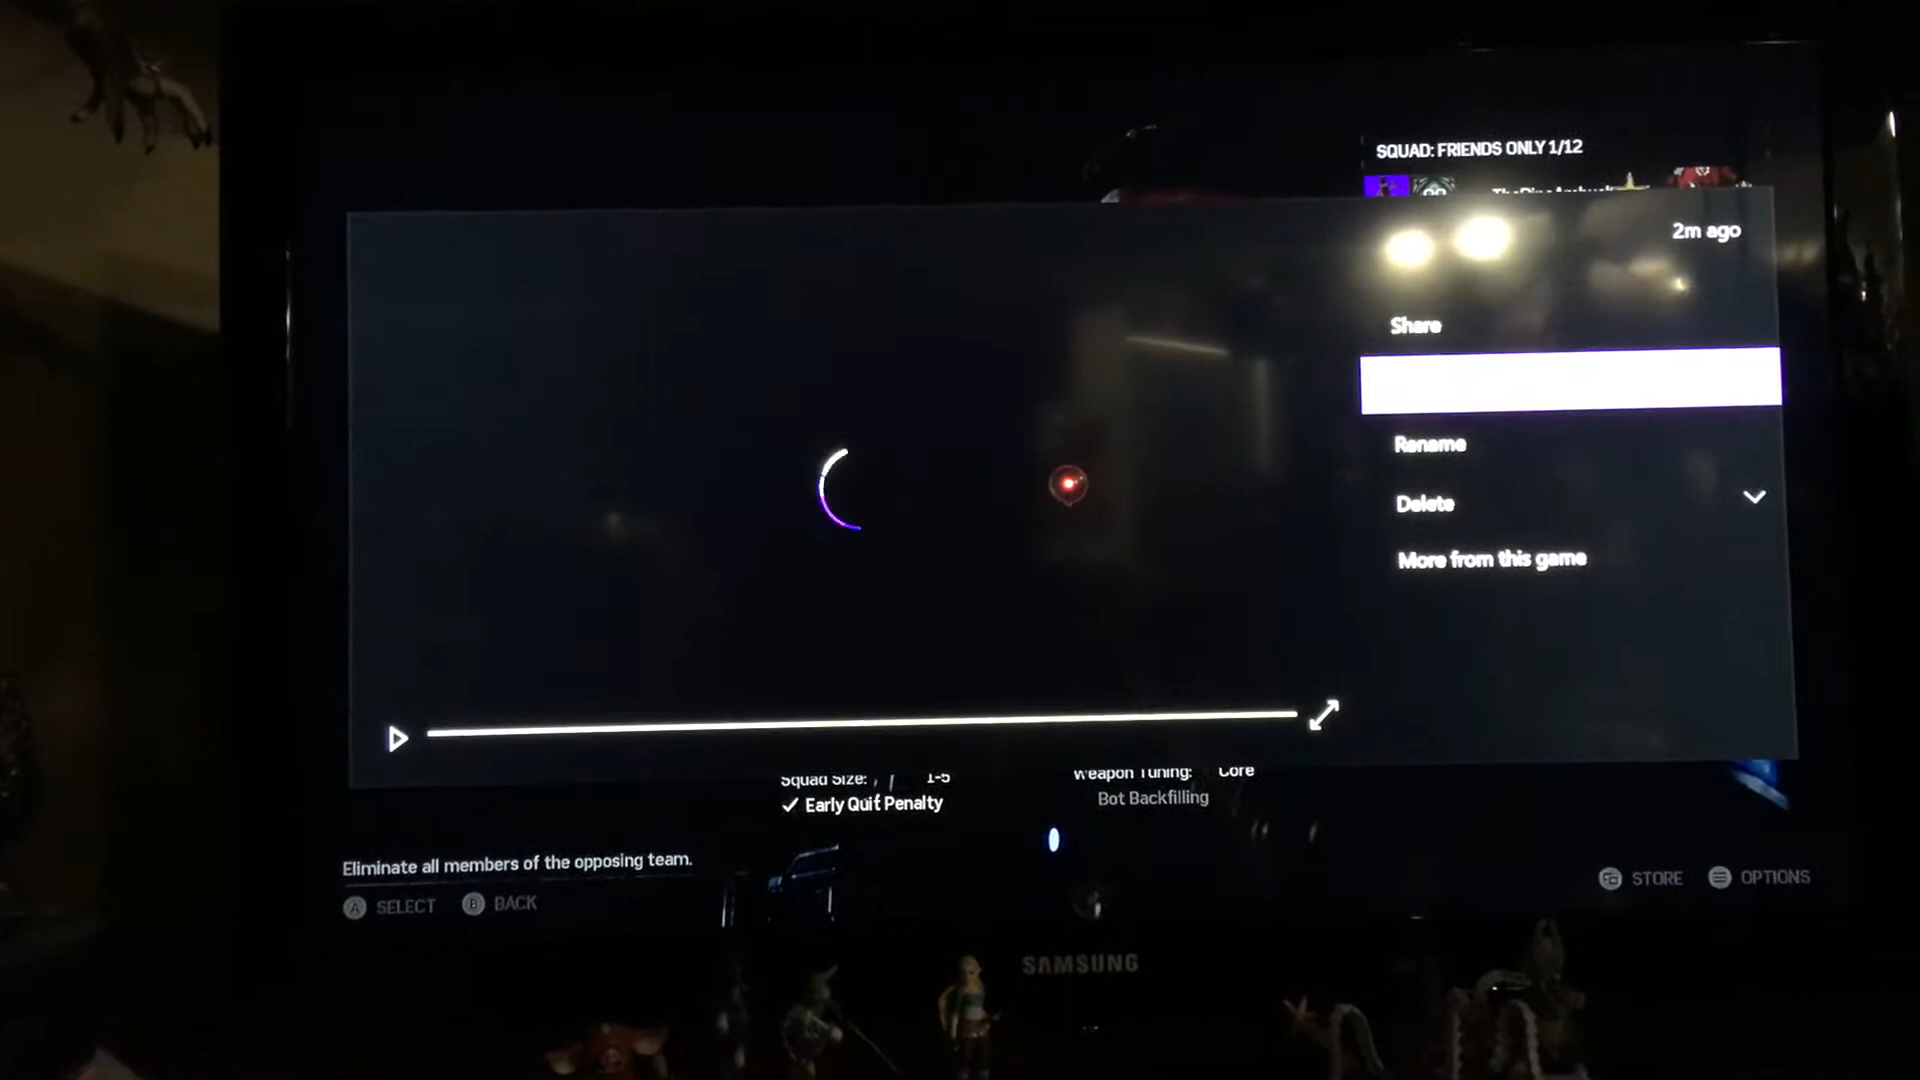 SQUAD: FRIENDS ONLY 1/12
2m ago
Share
Rename
Delete
More from this game
Squad Size: 1-5
Weapon Tuning: Core
Early Quit Penalty
Bot Backfilling
Eliminate all members of the opposing team.
A SELECT B BACK
STORE OPTIONS
SAMSUNG